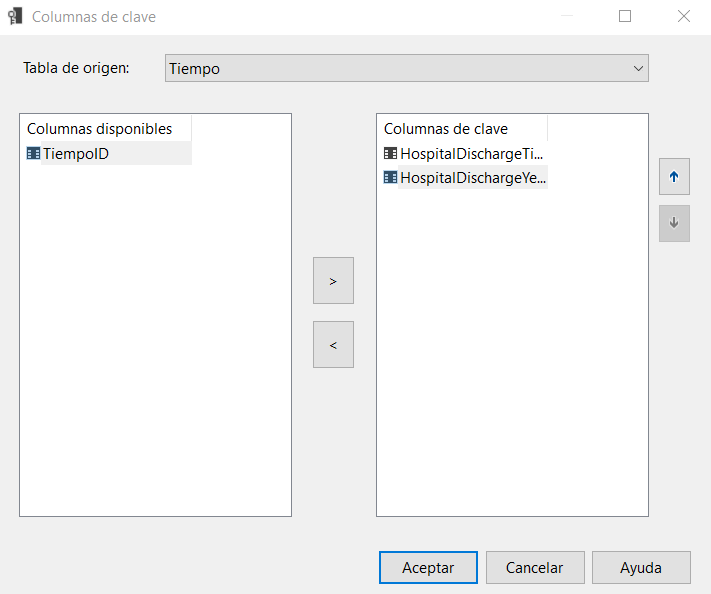 Columnas de clave
Tabla de origen:
Tiempo
Columnas disponibles
TiempoID
Columnas de clave
HospitalDischargeTi...
HospitalDischargeYe...
>
<
Aceptar
Cancelar
Ayuda